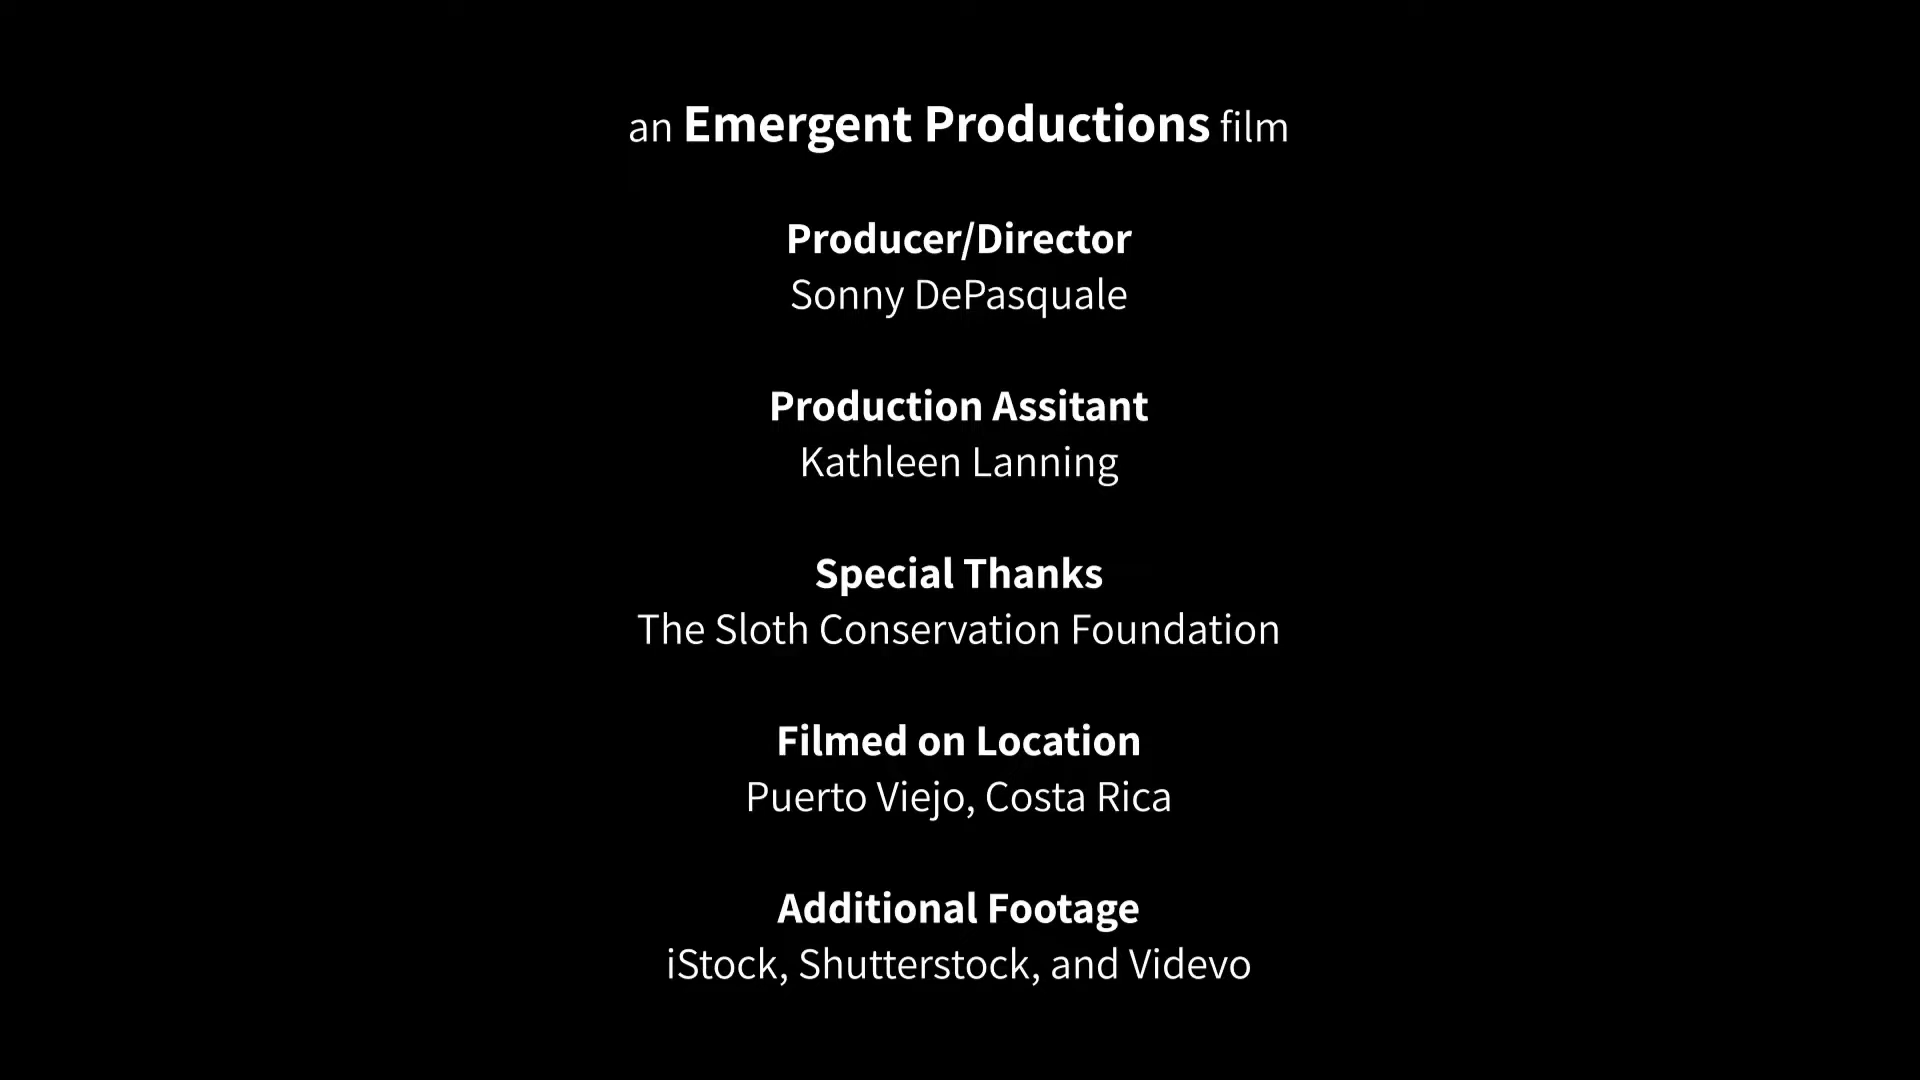 an Emergent Productions film
Producer/Director
Sonny DePasquale
Production Assitant
Kathleen Lanning
Special Thanks
The Sloth Conservation Foundation
Filmed on Location
Puerto Viejo, Costa Rica
Additional Footage
iStock, Shutterstock, and Videvo